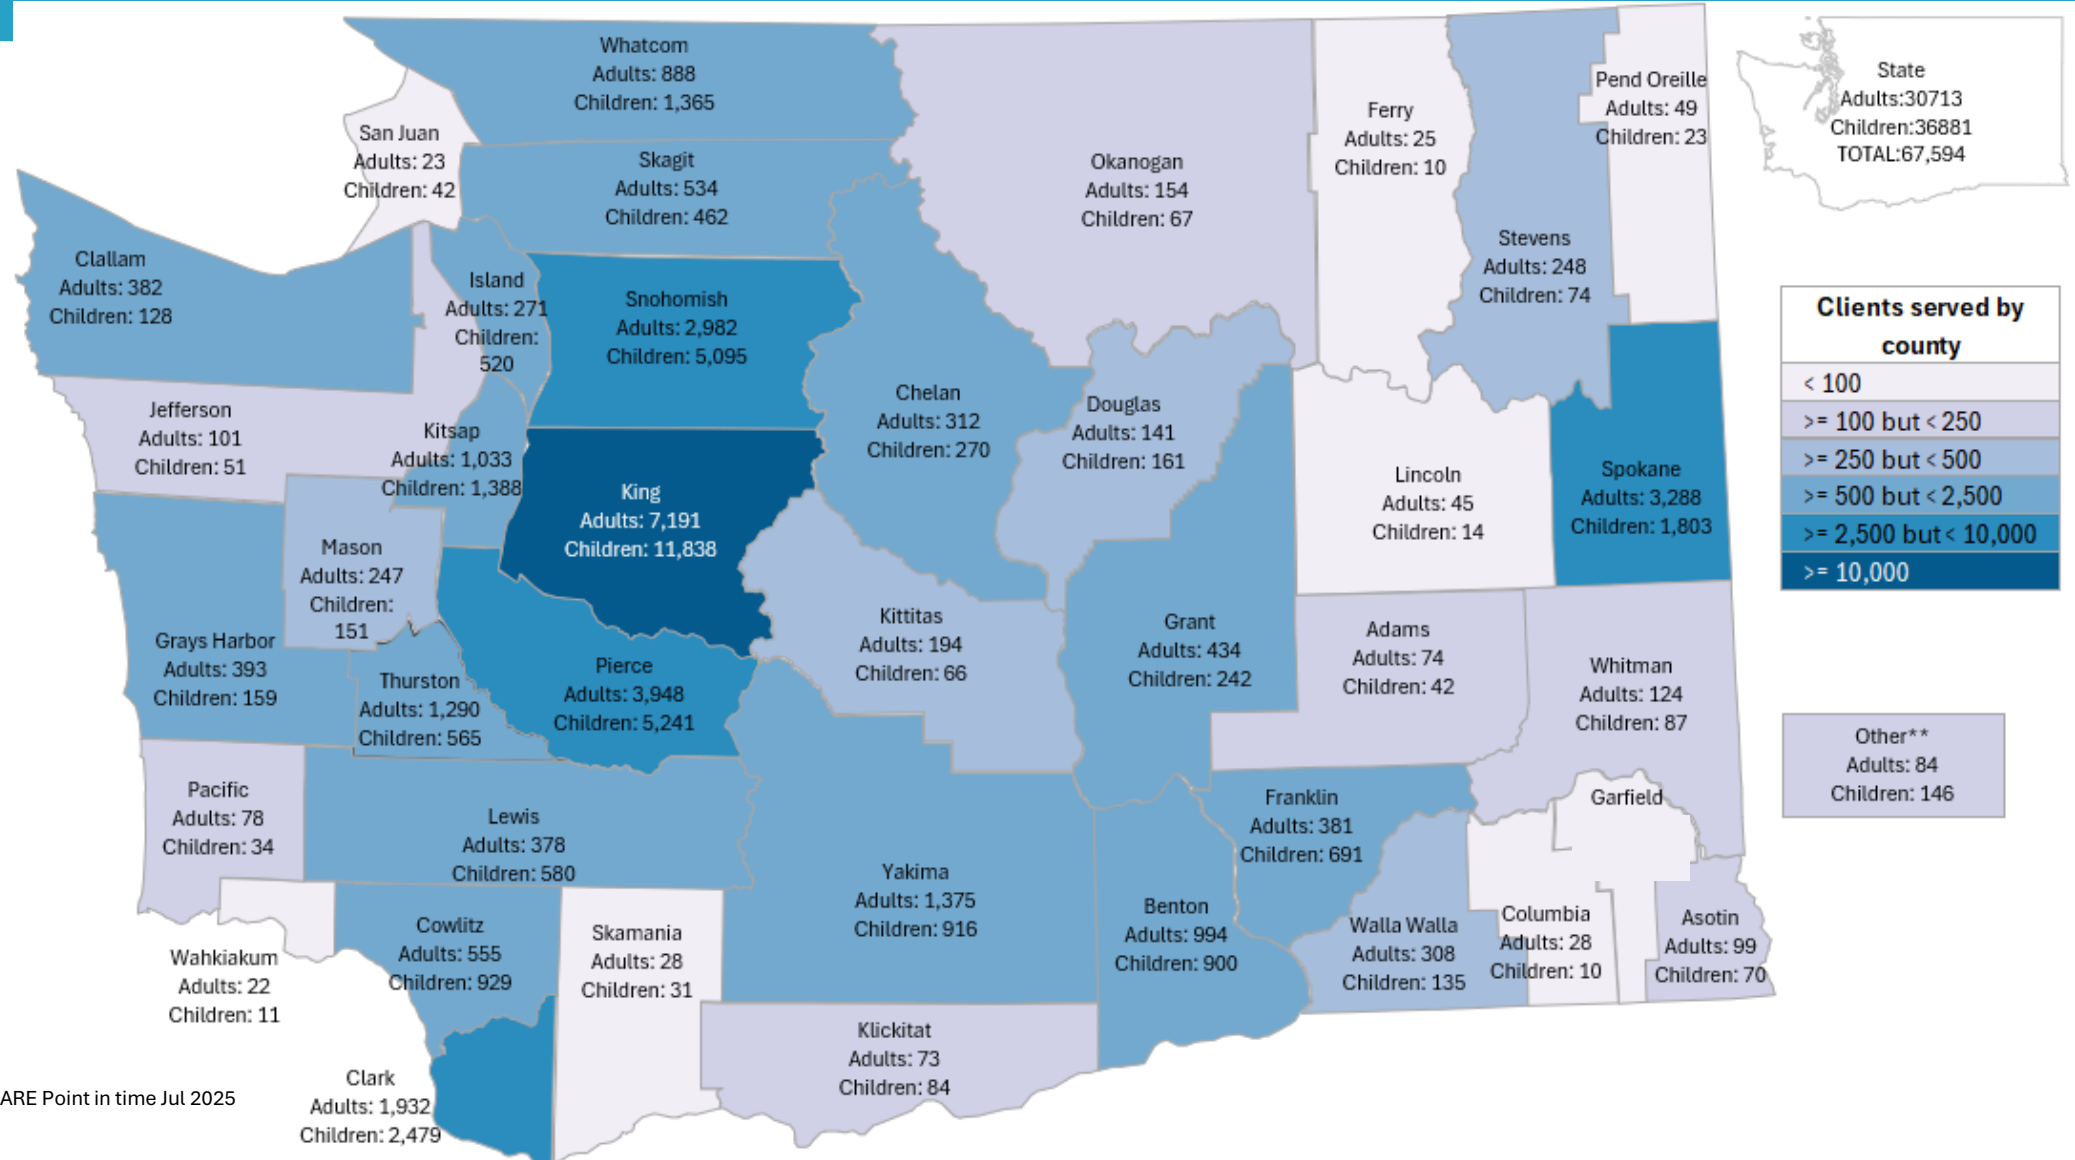 Whatcom
Adults: 888
Children: 1,365
San Juan
Adults: 23
Children: 42
Skagit
Adults: 534
Children: 462
Okanogan
Adults: 154
Children: 67
Ferry
Adults: 25
Children: 10
Pend Oreille
Adults: 49
Children: 23
Stevens
Adults: 248
Children: 74
State
Adults:30713
Children:36881
TOTAL:67,594
Clallam
Adults: 382
Children: 128
Island
Adults: 271
Children:
520
Snohomish
Adults: 2,982
Children: 5,095
Chelan
Adults: 312
Children: 270
Douglas
Adults: 141
Children: 161
Clients served by
county
< 100
>= 100 but < 250
>= 250 but < 500
>= 500 but < 2,500
>= 2,500 but < 10,000
>= 10,000
Jefferson
Adults: 101
Children: 51
Kitsap
Adults: 1,033
Children: 1,388
King
Adults: 7,191
Children: 11,838
Lincoln
Adults: 45
Children: 14
Spokane
Adults: 3,288
Children: 1,803
Mason
Adults: 247
Children:
151
Grays Harbor
Adults: 393
Children: 159
Thurston
Adults: 1,290
Children: 565
Pierce
Adults: 3,948
Children: 5,241
Kittitas
Adults: 194
Children: 66
Grant
Adults: 434
Children: 242
Adams
Adults: 74
Children: 42
Whitman
Adults: 124
Children: 87
Other**
Adults: 84
Children: 146
Pacific
Adults: 78
Children: 34
Lewis
Adults: 378
Children: 580
Yakima
Adults: 1,375
Children: 916
Benton
Adults: 994
Children: 900
Franklin
Adults: 381
Children: 691
Garfield
Walla Walla
Adults: 308
Children: 135
Columbia
Adults: 28
Children: 10
Asotin
Adults: 99
Children: 70
Wahkiakum
Adults: 22
Children: 11
Cowlitz
Adults: 555
Children: 929
Skamania
Adults: 28
Children: 31
Klickitat
Adults: 73
Children: 84
Clark
Adults: 1,932
Children: 2,479
ARE Point in time Jul 2025